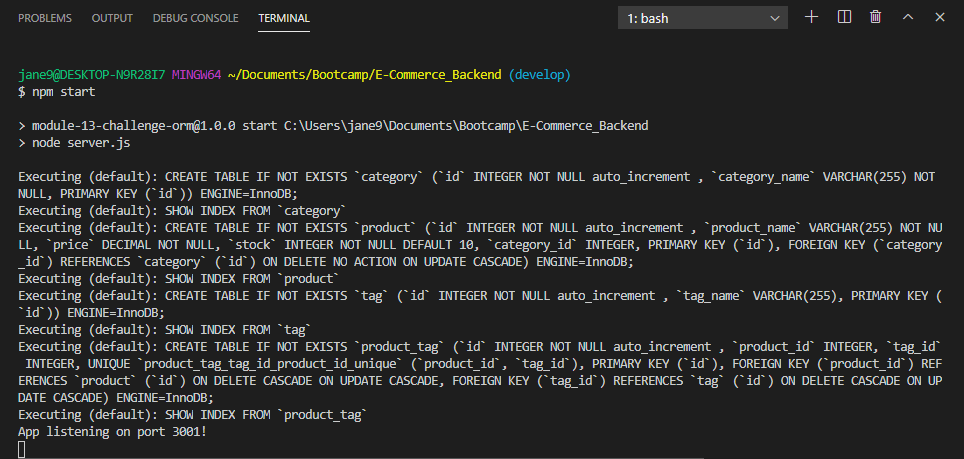 PROBLEMS OUTPUT DEBUG CONSOLE TERMINAL 1: bash
jane9@DESKTOP-N9R28I7 MINGW64 ~/Documents/Bootcamp/E-Commerce_Backend (develop)
$ npm start
> module-13-challenge-orm@1.0.0 start C:\Users\jane9\Documents\Bootcamp\E-Commerce_Backend
> node server.js
Executing (default): CREATE TABLE IF NOT EXISTS `category` (`id` INTEGER NOT NULL auto_increment , `category_name` VARCHAR(255) NOT
NULL, PRIMARY KEY (`id`)) ENGINE=InnoDB;
Executing (default): SHOW INDEX FROM `category`
Executing (default): CREATE TABLE IF NOT EXISTS `product` (`id` INTEGER NOT NULL auto_increment , `product_name` VARCHAR(255) NOT NU
LL, `price` DECIMAL NOT NULL, `stock` INTEGER NOT NULL DEFAULT 10, `category_id` INTEGER, PRIMARY KEY (`id`), FOREIGN KEY (`category
_id`) REFERENCES `category` (`id`) ON DELETE NO ACTION ON UPDATE CASCADE) ENGINE=InnoDB;
Executing (default): SHOW INDEX FROM `product`
Executing (default): CREATE TABLE IF NOT EXISTS `tag` (`id` INTEGER NOT NULL auto_increment , `tag_name` VARCHAR(255), PRIMARY KEY (
`id`)) ENGINE=InnoDB;
Executing (default): SHOW INDEX FROM `tag`
Executing (default): CREATE TABLE IF NOT EXISTS `product_tag` (`id` INTEGER NOT NULL auto_increment , `product_id` INTEGER, `tag_id`
 INTEGER, UNIQUE `product_tag_tag_id_product_id_unique` (`product_id`, `tag_id`), PRIMARY KEY (`id`), FOREIGN KEY (`product_id`) REF
ERENCES `product` (`id`) ON DELETE CASCADE ON UPDATE CASCADE, FOREIGN KEY (`tag_id`) REFERENCES `tag` (`id`) ON DELETE CASCADE ON UP
DATE CASCADE) ENGINE=InnoDB;
Executing (default): SHOW INDEX FROM `product_tag`
App listening on port 3001!